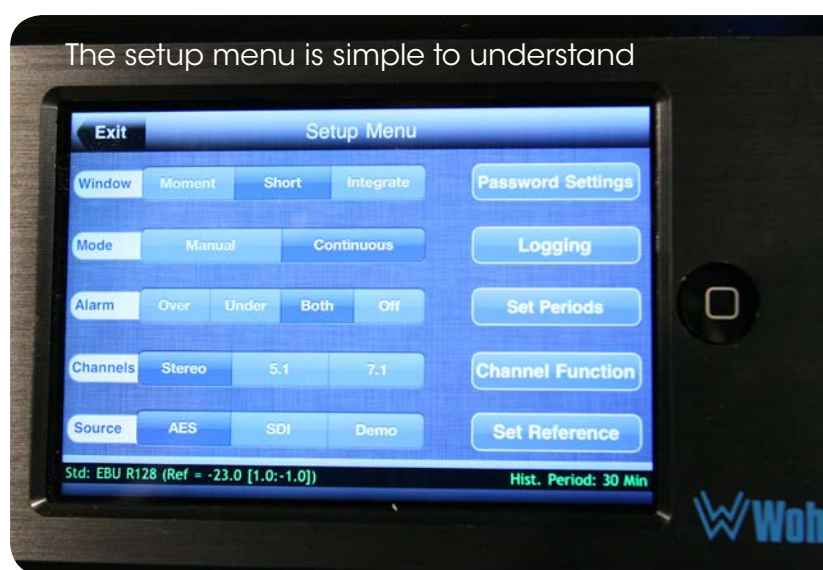 The setup menu is simple to understand
Exit Setup Menu
Window Moment Short Integrate Password Settings
Mode Manual Continuous Logging
Alarm Over Under Both Off Set Periods
Channels Stereo 5.1 7.1 Channel Function
Source AES SDI Demo Set Reference
Std: EBU R128 (Ref = -23.0 [1.0:-1.0]) Hist. Period: 30 Min